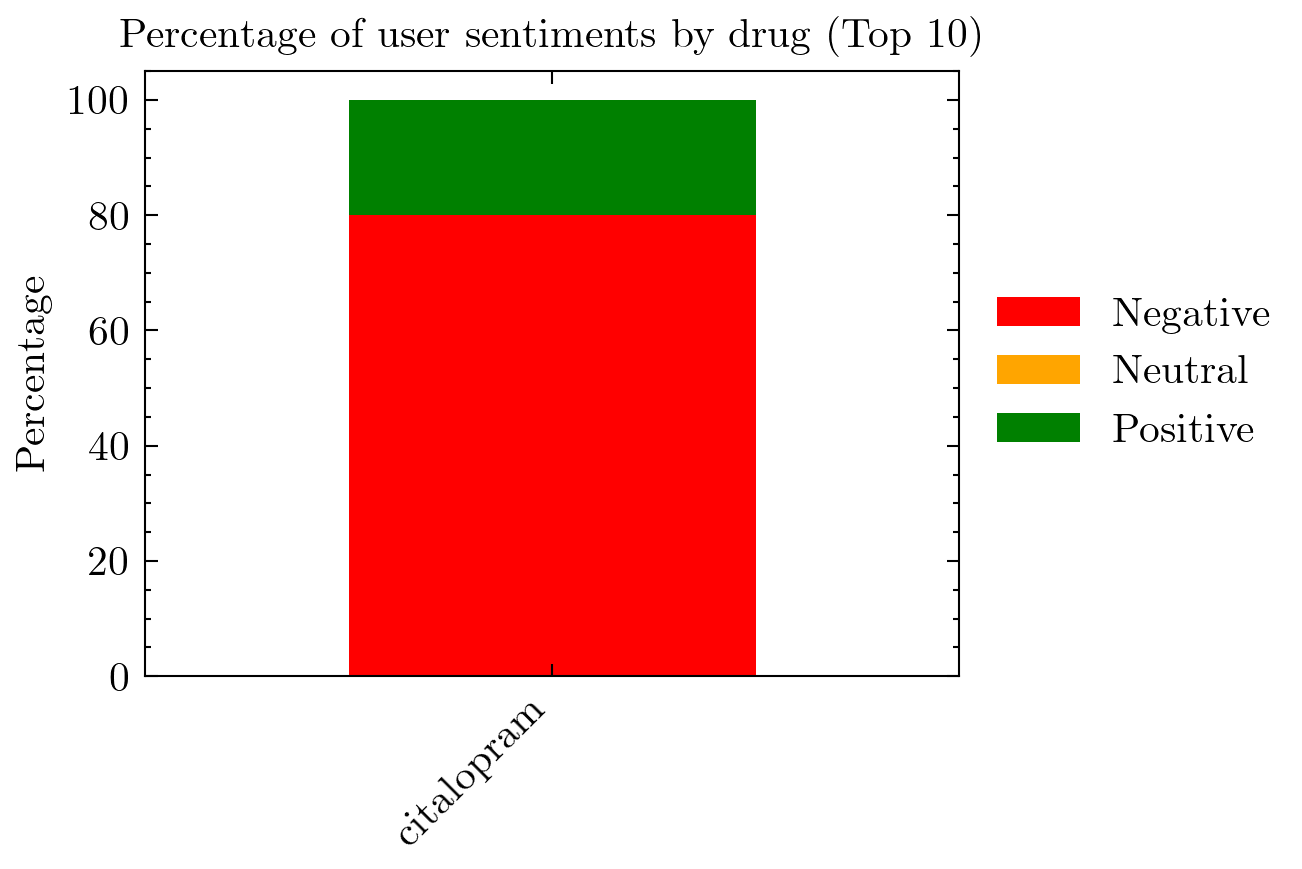 Percentage of user sentiments by drug (Top 10)
100
80
60
40
20
0
Percentage
citalopram
Negative
Neutral
Positive